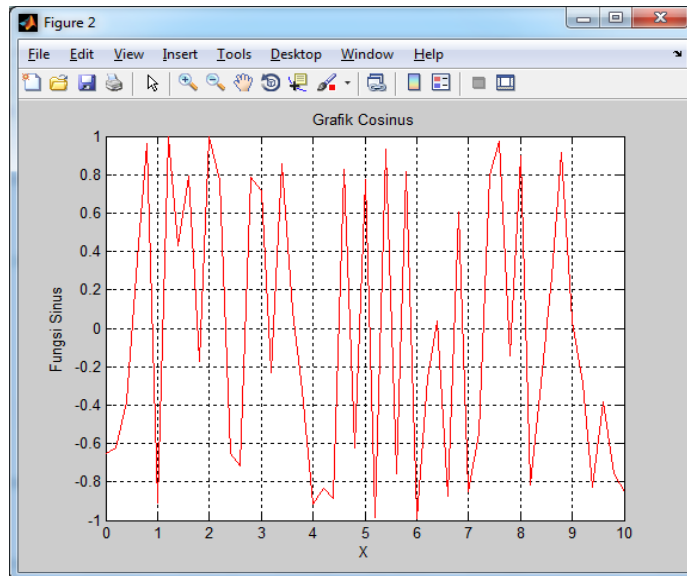 Figure 2
File Edit View Insert Tools Desktop Window Help
Grafik Cosinus
1
0.8
0.6
0.4
0.2
0
-0.2
-0.4
-0.6
-0.8
-1
Fungsi Sinus
0 1 2 3 4 5 6 7 8 9 10
X